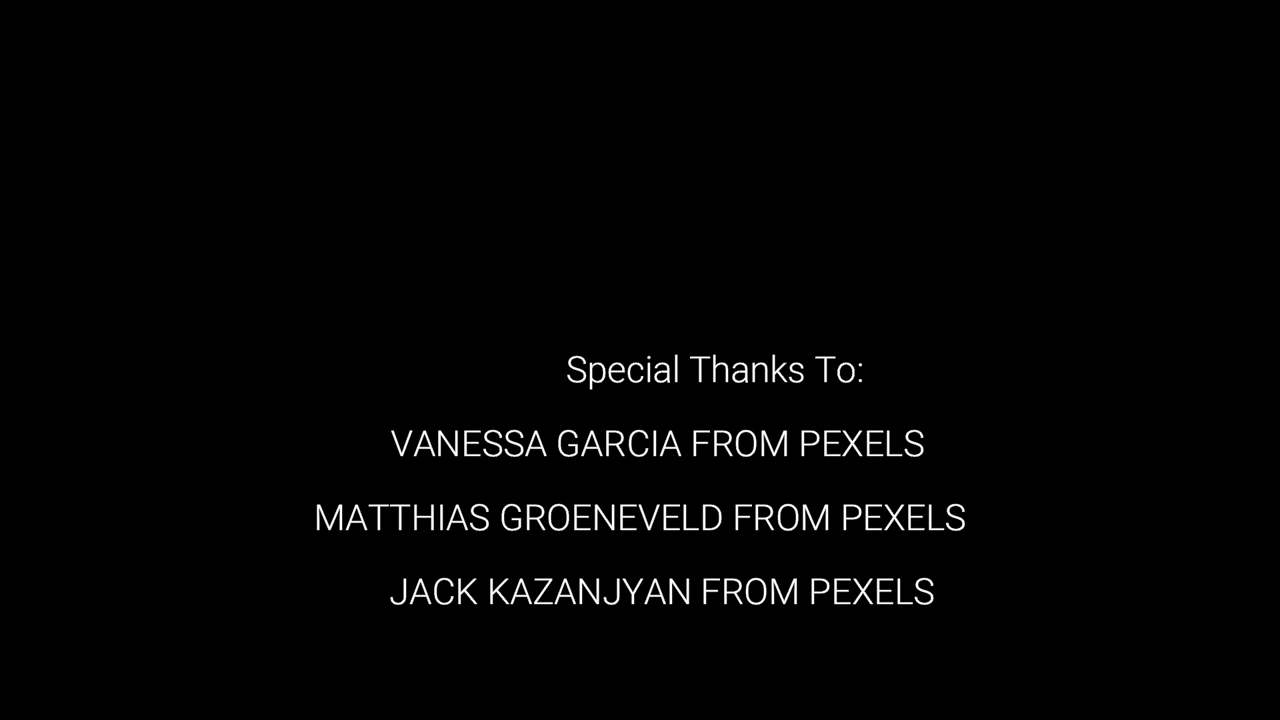 Special Thanks To:
VANESSA GARCIA FROM PEXELS
MATTHIAS GROENEVELD FROM PEXELS
JACK KAZANJYAN FROM PEXELS